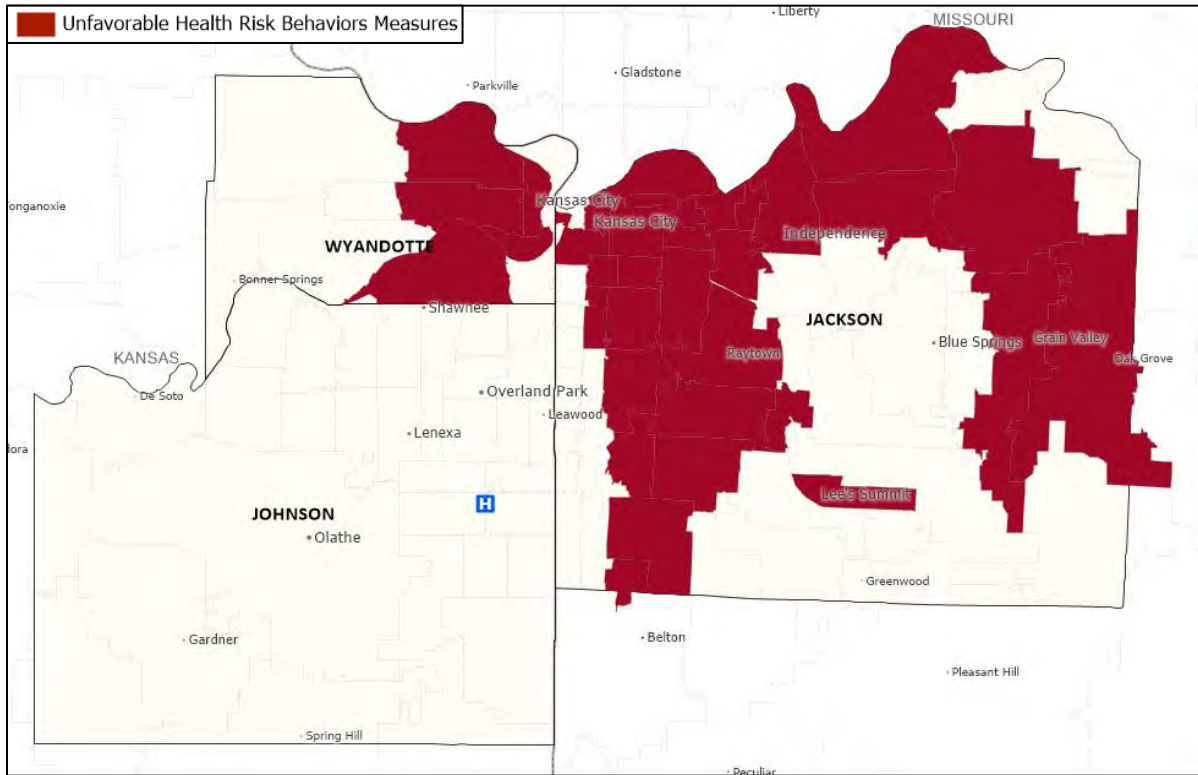 Unfavorable Health Risk Behaviors Measures
Liberty
MISSOURI
Gladstone
Parkville
Kansas City
Kansas City
Independence
WYANDOTTE
Bonner Springs
Shawnee
JACKSON
Blue Springs
Grain Valley
Raytown
Oak Grove
KANSAS
De Soto
Overland Park
Leawood
Lenexa
H
Lee's Summit
JOHNSON
Olathe
Greenwood
Gardner
Belton
Pleasant Hill
Spring Hill
Peculiar